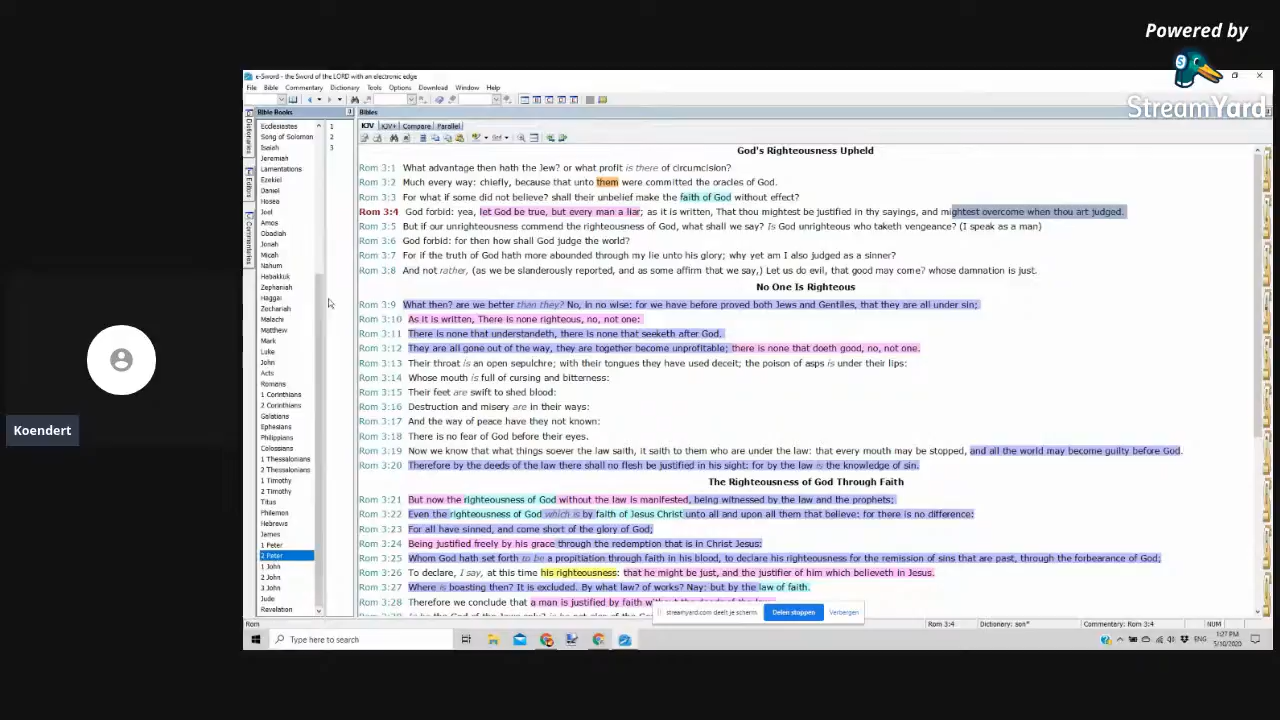 Powered by
StreamYard
e-Sword - the Sword of the LORD with an electronic edge
File Bible Commentary Dictionary Tools Options Download Window Help
Bible Books
Bibles
Dictionaries
Editors
Commentaries
KJV KJV+ Compare Parallel
Ecclesiastes
Song of Solomon
Isaiah
Jeremiah
Lamentations
Ezekiel
Daniel
Hosea
Joel
Amos
Obadiah
Jonah
Micah
Nahum
Habakkuk
Zephaniah
Haggai
Zechariah
Malachi
Matthew
Mark
Luke
John
Acts
Romans
1 Corinthians
2 Corinthians
Galatians
Ephesians
Philippians
Colossians
1 Thessalonians
2 Thessalonians
1 Timothy
2 Timothy
Titus
Philemon
Hebrews
James
1 Peter
2 Peter
1 John
2 John
3 John
Jude
Revelation
1
2
3
God's Righteousness Upheld
Rom 3:1 What advantage then hath the Jew? or what profit is there of circumcision?
Rom 3:2 Much every way: chiefly, because that unto them were committed the oracles of God.
Rom 3:3 For what if some did not believe? shall their unbelief make the faith of God without effect?
Rom 3:4 God forbid: yea, let God be true, but every man a liar; as it is written, That thou mightest be justified in thy sayings, and mightest overcome when thou art judged.
Rom 3:5 But if our unrighteousness commend the righteousness of God, what shall we say? Is God unrighteous who taketh vengeance? (I speak as a man)
Rom 3:6 God forbid: for then how shall God judge the world?
Rom 3:7 For if the truth of God hath more abounded through my lie unto his glory; why yet am I also judged as a sinner?
Rom 3:8 And not rather, (as we be slanderously reported, and as some affirm that we say,) Let us do evil, that good may come? whose damnation is just.
No One Is Righteous
Rom 3:9 What then? are we better than they? No, in no wise: for we have before proved both Jews and Gentiles, that they are all under sin;
Rom 3:10 As it is written, There is none righteous, no, not one:
Rom 3:11 There is none that understandeth, there is none that seeketh after God.
Rom 3:12 They are all gone out of the way, they are together become unprofitable; there is none that doeth good, no, not one.
Rom 3:13 Their throat is an open sepulchre; with their tongues they have used deceit; the poison of asps is under their lips:
Rom 3:14 Whose mouth is full of cursing and bitterness:
Rom 3:15 Their feet are swift to shed blood:
Rom 3:16 Destruction and misery are in their ways:
Rom 3:17 And the way of peace have they not known:
Rom 3:18 There is no fear of God before their eyes.
Rom 3:19 Now we know that what things soever the law saith, it saith to them who are under the law: that every mouth may be stopped, and all the world may become guilty before God.
Rom 3:20 Therefore by the deeds of the law there shall no flesh be justified in his sight: for by the law is the knowledge of sin.
The Righteousness of God Through Faith
Rom 3:21 But now the righteousness of God without the law is manifested, being witnessed by the law and the prophets;
Rom 3:22 Even the righteousness of God which is by faith of Jesus Christ unto all and upon all them that believe: for there is no difference:
Rom 3:23 For all have sinned, and come short of the glory of God;
Rom 3:24 Being justified freely by his grace through the redemption that is in Christ Jesus:
Rom 3:25 Whom God hath set forth to be a propitiation through faith in his blood, to declare his righteousness for the remission of sins that are past, through the forbearance of God;
Rom 3:26 To declare, I say, at this time his righteousness: that he might be just, and the justifier of him which believeth in Jesus.
Rom 3:27 Where is boasting then? It is excluded. By what law? of works? Nay: but by the law of faith.
Rom 3:28 Therefore we conclude that a man is justified by faith
streamyard.com deelt je scherm. Delen stoppen Verbergen
Rom
Rom 3:4 Dictionary: son* Commentary: Rom 3:4 NUM
Type here to search
ENG
1:27 PM
5/10/2020
Koendert